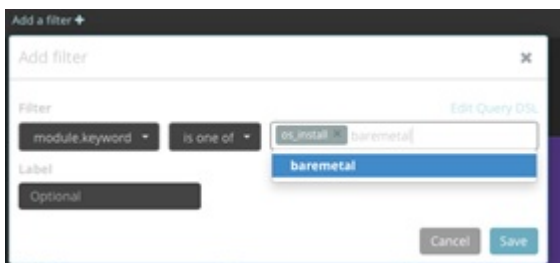 Add a filter +
Add filter ×
Filter Edit Query DSL
module.keyword is one of os_install × baremetal
baremetal
Label
Optional
Cancel Save